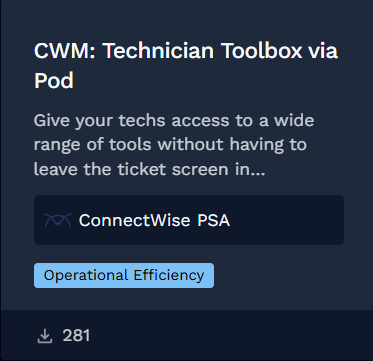 CWM: Technician Toolbox via
Pod
Give your techs access to a wide
range of tools without having to
leave the ticket screen in...
ConnectWise PSA
Operational Efficiency
281